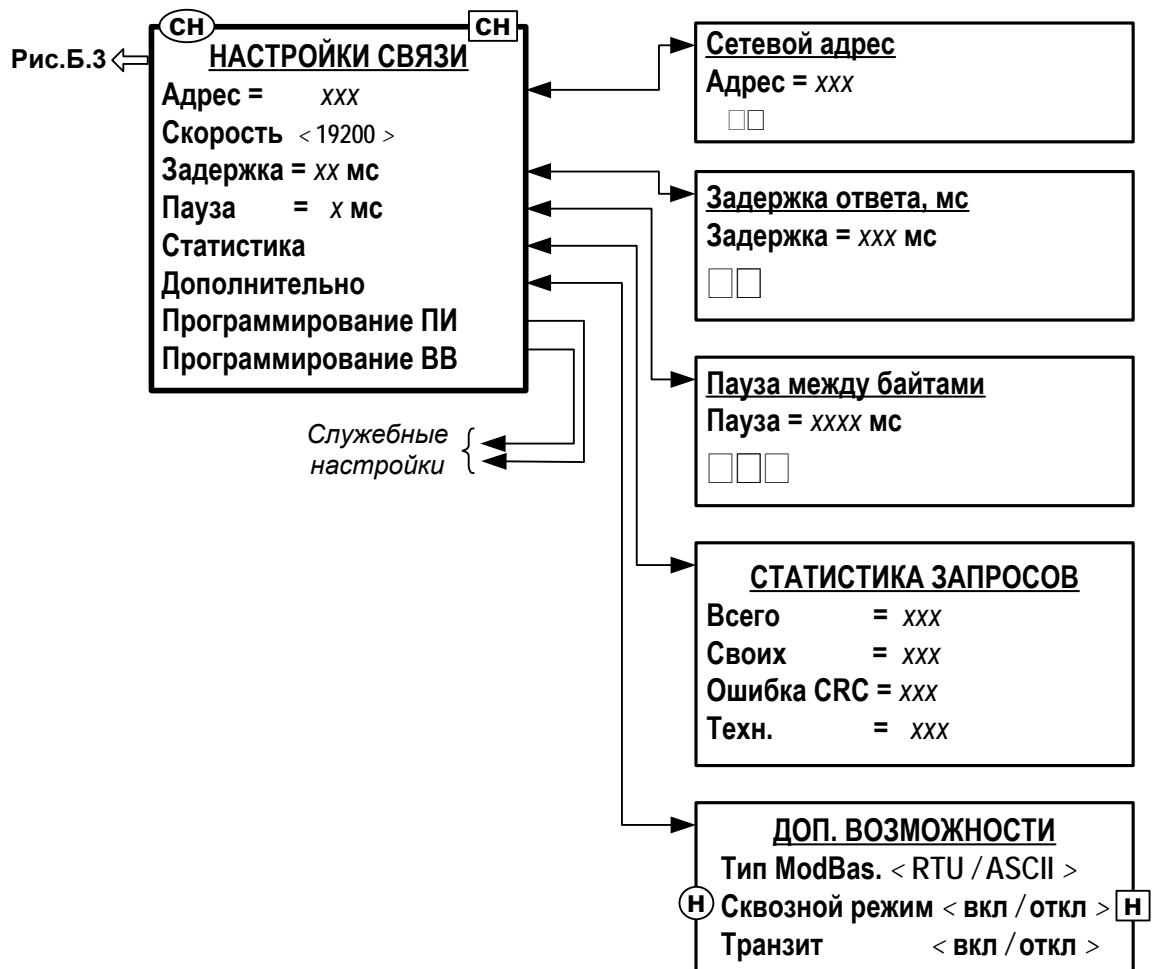 СН СН
Рис.Б.3
НАСТРОЙКИ СВЯЗИ
Адрес = xxx
Скорость < 19200 >
Задержка = xx мс
Пауза = x мс
Статистика
Дополнительно
Программирование ПИ
Программирование ВВ
Служебные
настройки
Сетевой адрес
Адрес = xxx
Задержка ответа, мс
Задержка = xxx мс
Пауза между байтами
Пауза = xxxx мс
СТАТИСТИКА ЗАПРОСОВ
Всего = xxx
Своих = xxx
Ошибка CRC = xxx
Техн. = xxx
ДОП. ВОЗМОЖНОСТИ
Тип ModBas. < RTU / ASCII >
Н Сквозной режим < вкл / откл > Н
Транзит < вкл / откл >